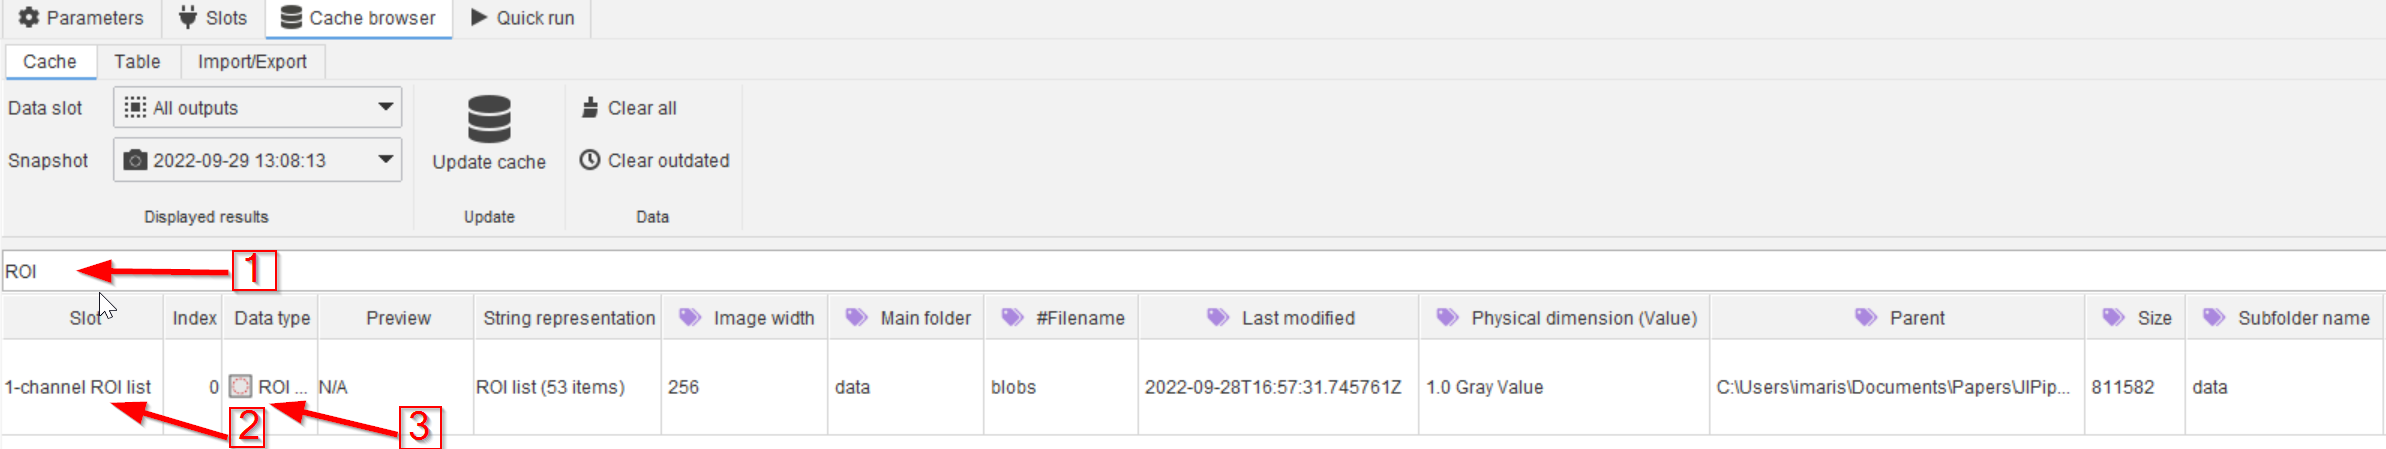 Parameters Slots Cache browser Quick run
Cache Table Import/Export
Data slot All outputs Clear all
Snapshot 2022-09-29 13:08:13 Update cache Clear outdated
Displayed results Update Data
ROI 1
Slot Index Data type Preview String representation Image width Main folder #Filename Last modified Physical dimension (Value) Parent Size Subfolder name
1-channel ROI list 0 ROI ... N/A ROI list (53 items) 256 data blobs 2022-09-28T16:57:31.745761Z 1.0 Gray Value C:\Users\imaris\Documents\Papers\JIPip... 811582 data
2 3